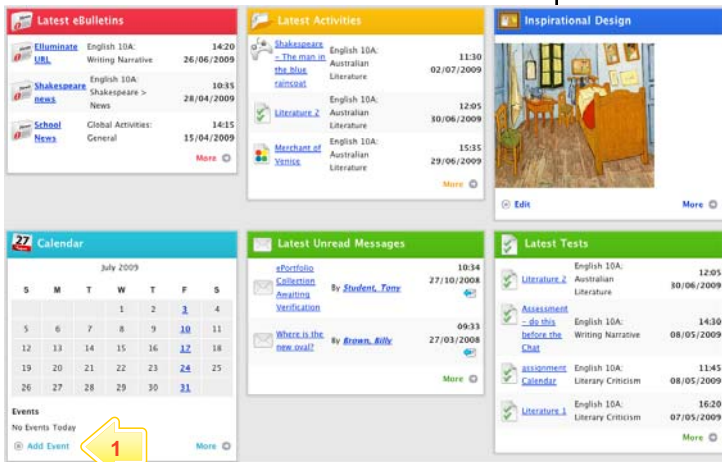 Latest eBulletins
Elluminate URL English 10A: Writing Narrative 14:20 26/06/2009
Shakespeare news English 10A: Shakespeare > News 10:35 28/04/2009
School News Global Activities: General 14:15 15/04/2009
More
Latest Activities
Shakespeare – The man in the blue raincoat English 10A: Australian Literature 11:30 02/07/2009
Literature 2 English 10A: Australian Literature 12:05 30/06/2009
Merchant of Venice English 10A: Australian Literature 15:35 29/06/2009
More
Inspirational Design
Edit More
27 Calendar
July 2009
S M T W T F S
1 2 3 4
5 6 7 8 9 10 11
12 13 14 15 16 17 18
19 20 21 22 23 24 25
26 27 28 29 30 31
Events
No Events Today
Add Event 1 More
Latest Unread Messages
ePortfolio Collection Awaiting Verification By Student, Tony 10:34 27/10/2008
Where is the new oval? By Brown, Billy 09:33 27/03/2008
More
Latest Tests
Literature 2 English 10A: Australian Literature 12:05 30/06/2009
Assessment – do this before the Chat English 10A: Writing Narrative 14:30 08/05/2009
assignment Calendar English 10A: Literary Criticism 11:45 08/05/2009
Literature 1 English 10A: Literary Criticism 16:20 07/05/2009
More